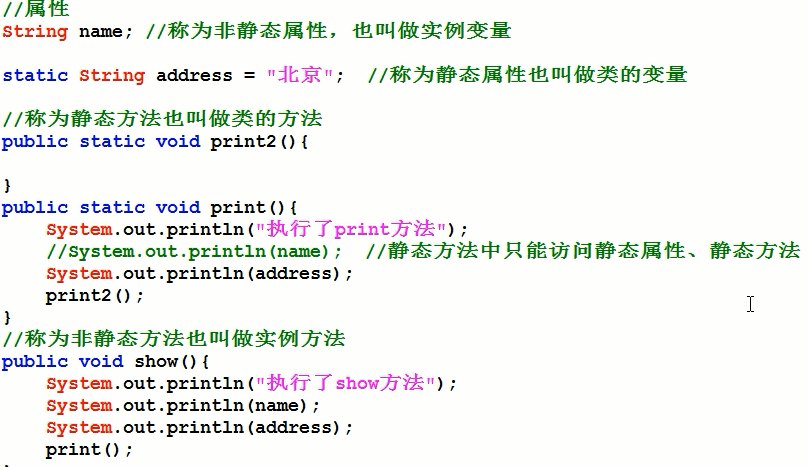 //属性
String name; //称为非静态属性，也叫做实例变量
static String address = "北京";  //称为静态属性也叫做类的变量
//称为静态方法也叫做类的方法
public static void print2(){
}
public static void print(){
    System.out.println("执行了print方法");
    //System.out.println(name);  //静态方法中只能访问静态属性、静态方法
    System.out.println(address);
    print2();
}
//称为非静态方法也叫做实例方法
public void show(){
    System.out.println("执行了show方法");
    System.out.println(name);
    System.out.println(address);
    print();